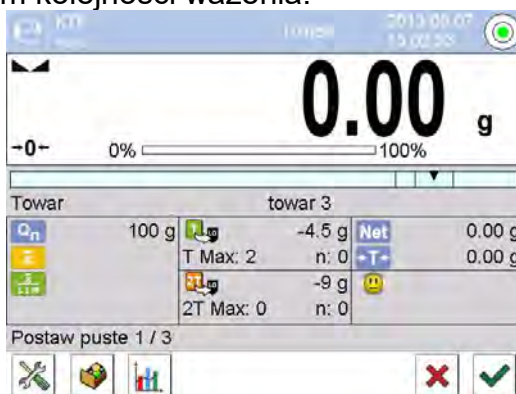 m kolejności ważenia.
0.00 g
→0← 0% 100%
Towar towar 3
Qn 100 g -4.5 g Net 0.00 g
T Max: 2 n: 0 →T← 0.00 g
-9 g
2T Max: 0 n: 0
Postaw puste 1 / 3